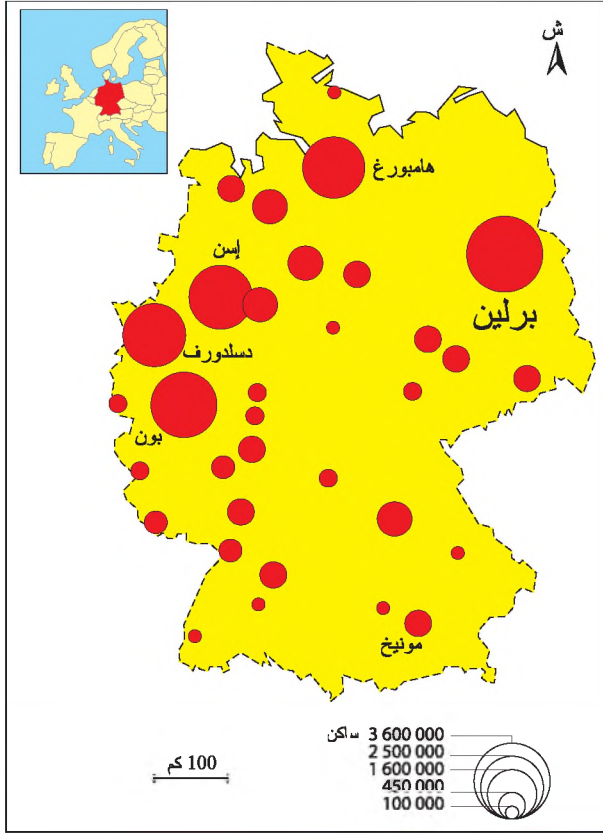 ش
هامبورغ
إسن
برلين
دسلدورف
بون
مونيخ
100 كم
3 600 000 ساكن
2 500 000
1 600 000
450 000
100 000